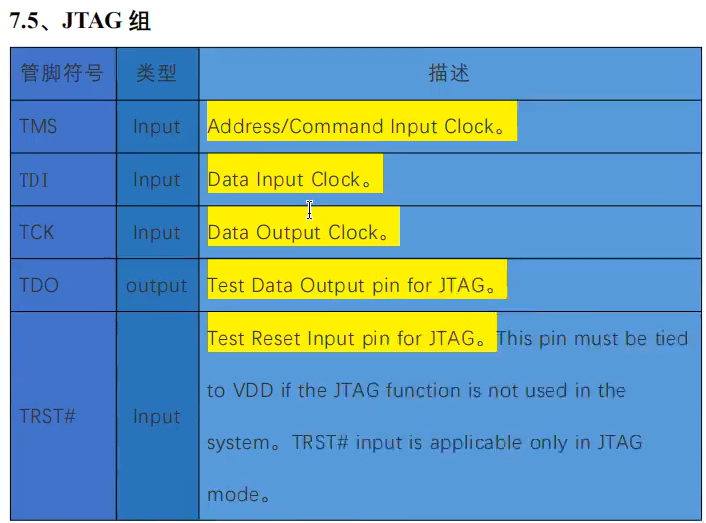 7.5、JTAG 组
管脚符号 类型 描述
TMS Input Address/Command Input Clock。
TDI Input Data Input Clock。
TCK Input Data Output Clock。
TDO output Test Data Output pin for JTAG。
TRST# Input Test Reset Input pin for JTAG。This pin must be tied
to VDD if the JTAG function is not used in the
system。TRST# input is applicable only in JTAG
mode。